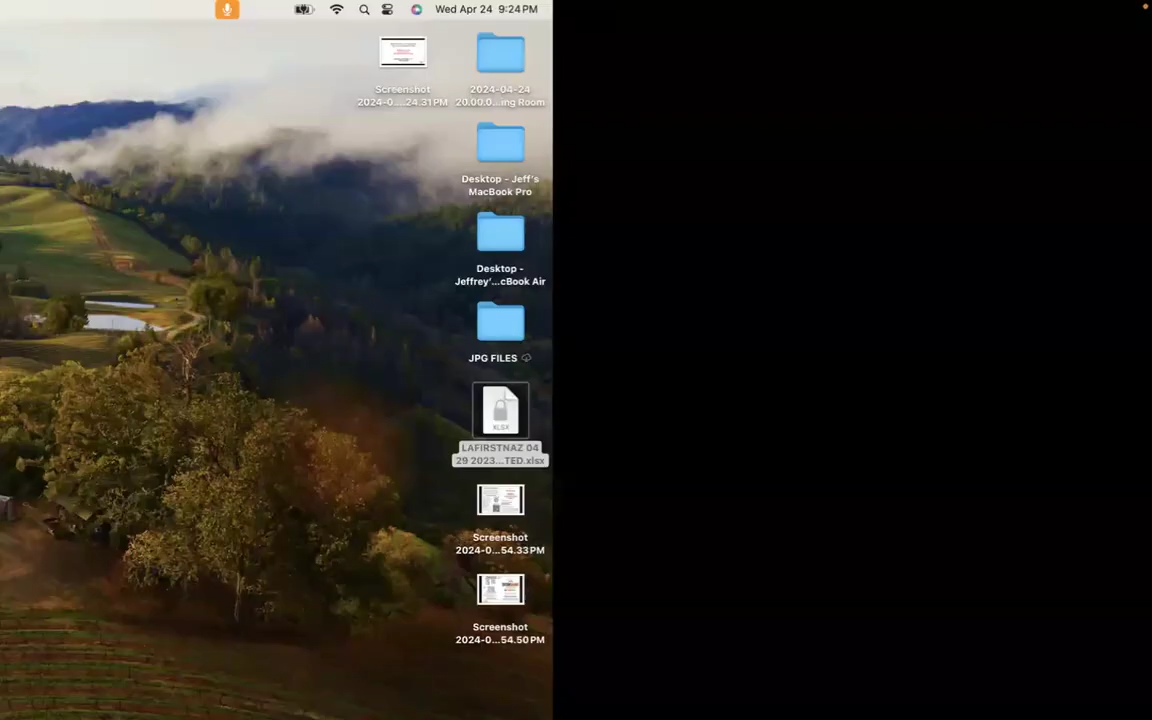 Wed Apr 24 9:24 PM
Screenshot
2024-0....24.31 PM
2024-04-24
20.00.0...ng Room
Desktop - Jeff's
MacBook Pro
Desktop -
Jeffrey'...cBook Air
JPG FILES
XLSX
LAFIRSTNAZ 04
29 2023...TED.xlsx
Screenshot
2024-0...54.33 PM
Screenshot
2024-0...54.50 PM